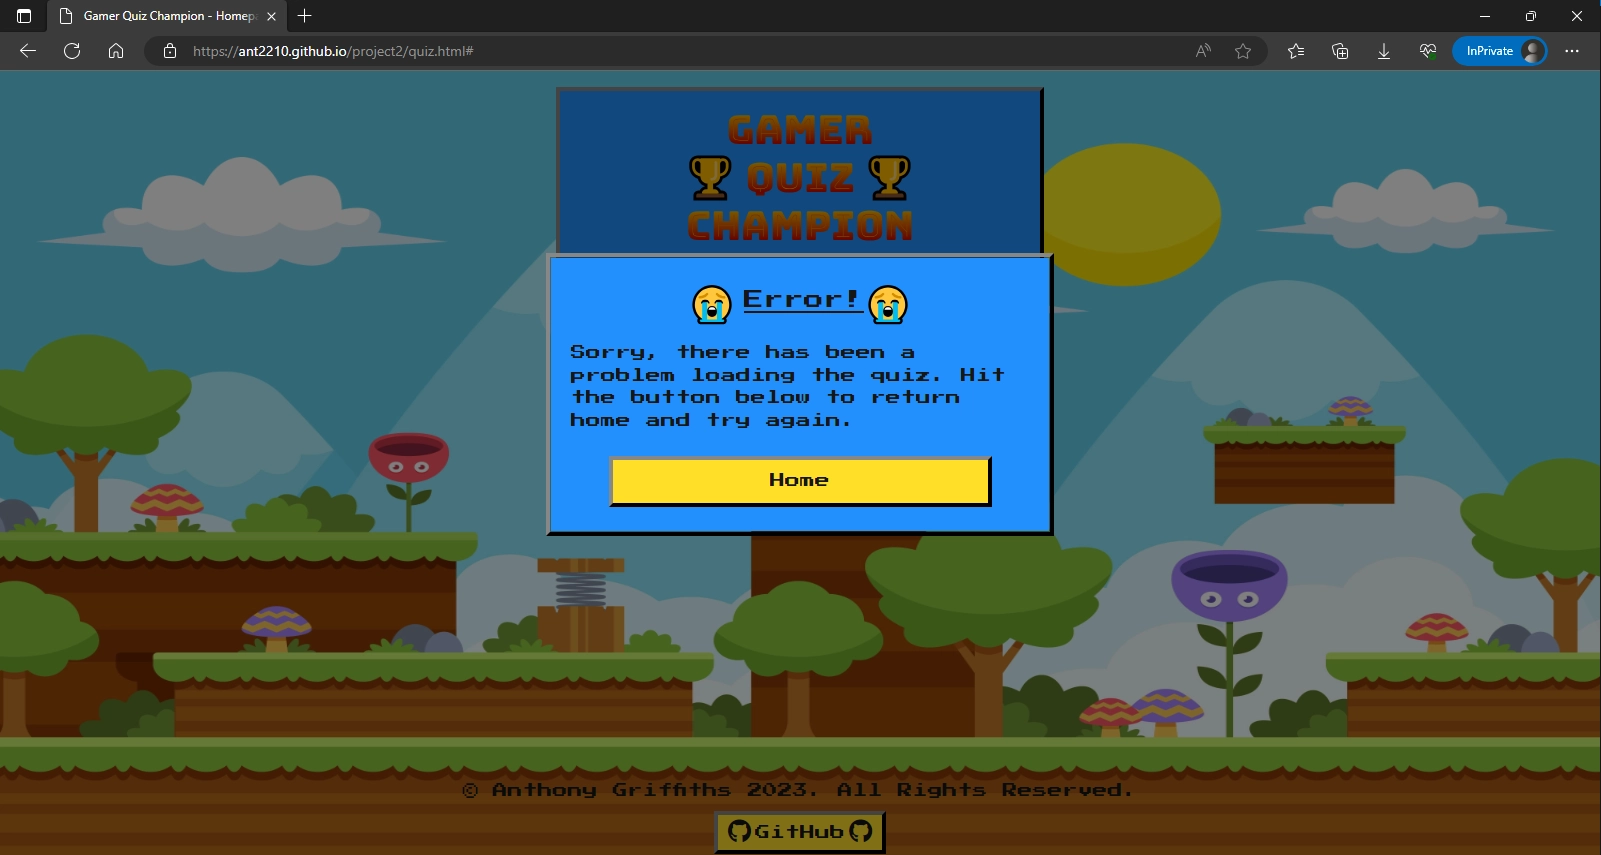 Gamer Quiz Champion - Homep
https://ant2210.github.io/project2/quiz.html#
InPrivate
GAMER
QUIZ
CHAMPION
Error!
Sorry, there has been a
problem loading the quiz. Hit
the button below to return
home and try again.
Home
© Anthony Griffiths 2023. All Rights Reserved.
GitHub